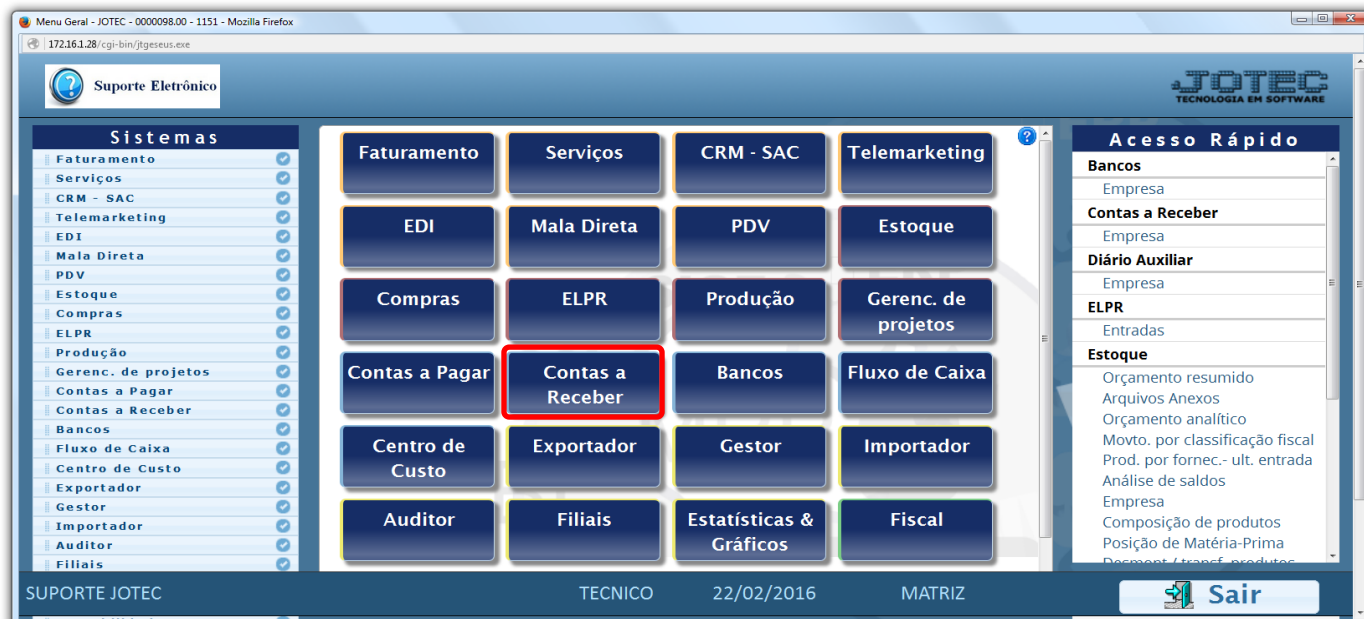 Menu Geral - JOTEC - 0000098.00 - 1151 - Mozilla Firefox
172.16.1.28/cgi-bin/jtgeseus.exe
Suporte Eletrônico
JOTEC
TECNOLOGIA EM SOFTWARE
Sistemas
Faturamento
Serviços
CRM - SAC
Telemarketing
EDI
Mala Direta
PDV
Estoque
Compras
ELPR
Produção
Gerenc. de projetos
Contas a Pagar
Contas a Receber
Bancos
Fluxo de Caixa
Centro de Custo
Exportador
Gestor
Importador
Auditor
Filiais
Faturamento
Serviços
CRM - SAC
Telemarketing
EDI
Mala Direta
PDV
Estoque
Compras
ELPR
Produção
Gerenc. de
projetos
Contas a Pagar
Contas a
Receber
Bancos
Fluxo de Caixa
Centro de
Custo
Exportador
Gestor
Importador
Auditor
Filiais
Estatísticas &
Gráficos
Fiscal
Acesso Rápido
Bancos
Empresa
Contas a Receber
Empresa
Diário Auxiliar
Empresa
ELPR
Entradas
Estoque
Orçamento resumido
Arquivos Anexos
Orçamento analítico
Movto. por classificação fiscal
Prod. por fornec.- ult. entrada
Análise de saldos
Empresa
Composição de produtos
Posição de Matéria-Prima
Desmont./ transf. produtos
SUPORTE JOTEC
TECNICO
22/02/2016
MATRIZ
Sair